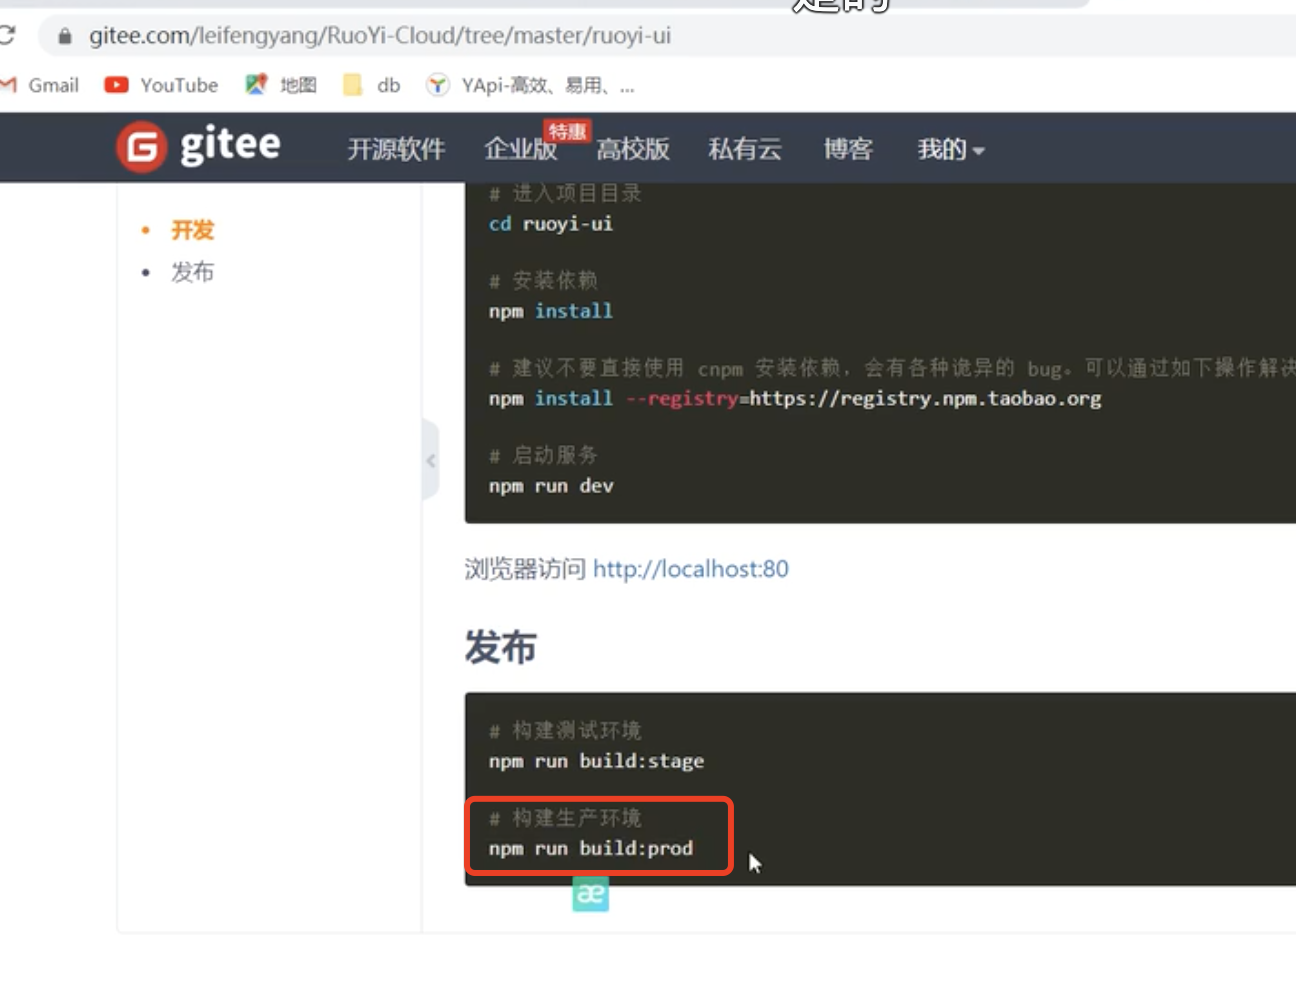 gitee.com/leifengyang/RuoYi-Cloud/tree/master/ruoyi-ui
Gmail YouTube 地图 db YApi-高效、易用、...
gitee 开源软件 企业版 特惠 高校版 私有云 博客 我的
开发
发布
# 进入项目目录
cd ruoyi-ui
# 安装依赖
npm install
# 建议不要直接使用 cnpm 安装依赖，会有各种诡异的 bug。可以通过如下操作解决
npm install --registry=https://registry.npm.taobao.org
# 启动服务
npm run dev
浏览器访问 http://localhost:80
发布
# 构建测试环境
npm run build:stage
# 构建生产环境
npm run build:prod
æ